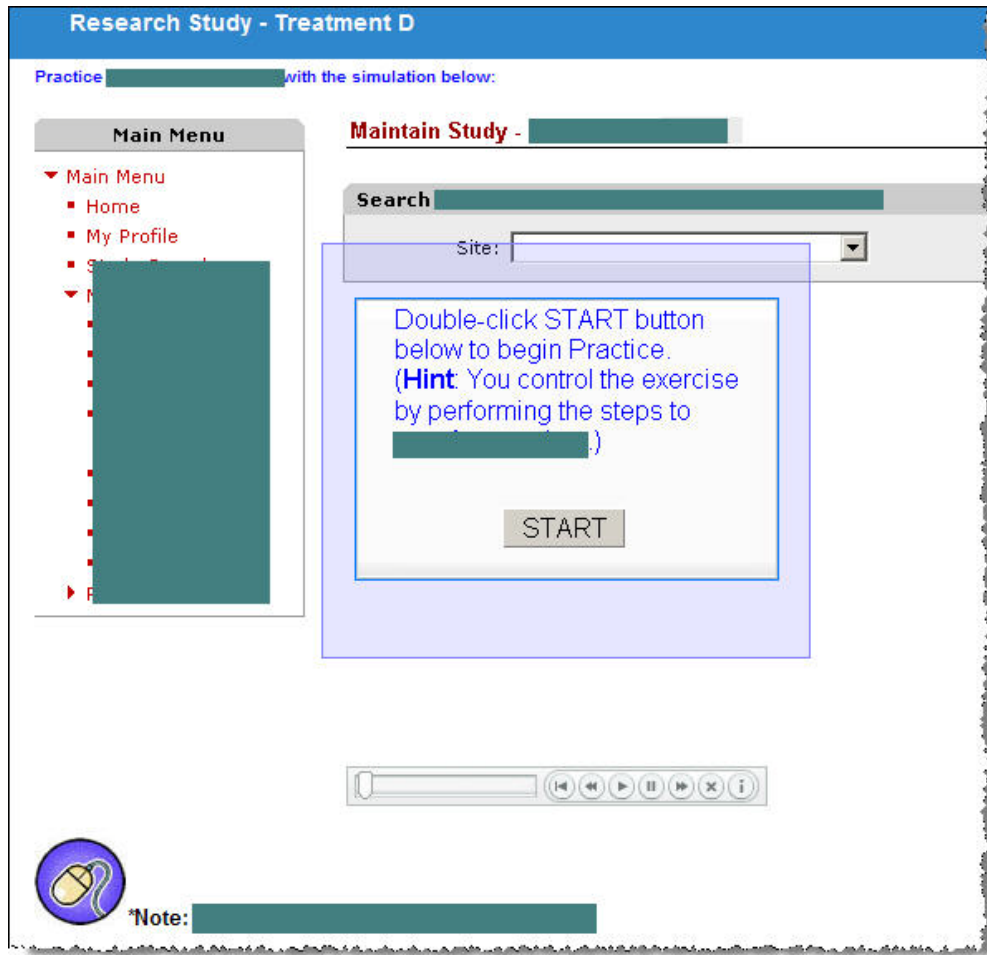 Research Study - Treatment D
Practice with the simulation below:
Main Menu
Main Menu
Home
My Profile
Maintain Study -
Search
Site:
Double-click START button
below to begin Practice.
(Hint: You control the exercise
by performing the steps to
.)
START
*Note: